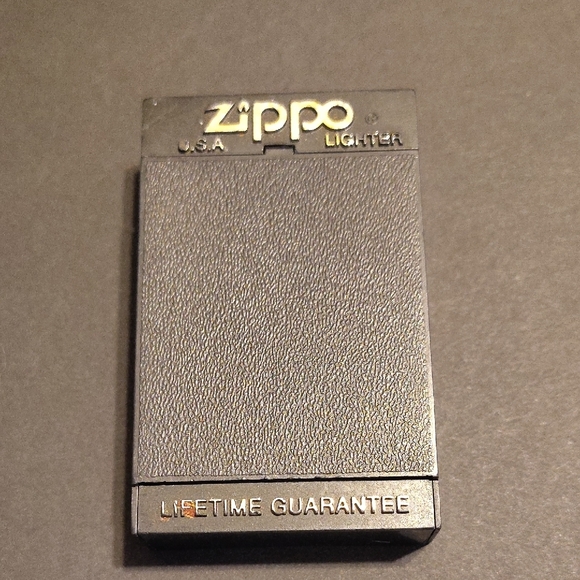 Zippo ®
U.S.A. LIGHTER
LIFETIME GUARANTEE